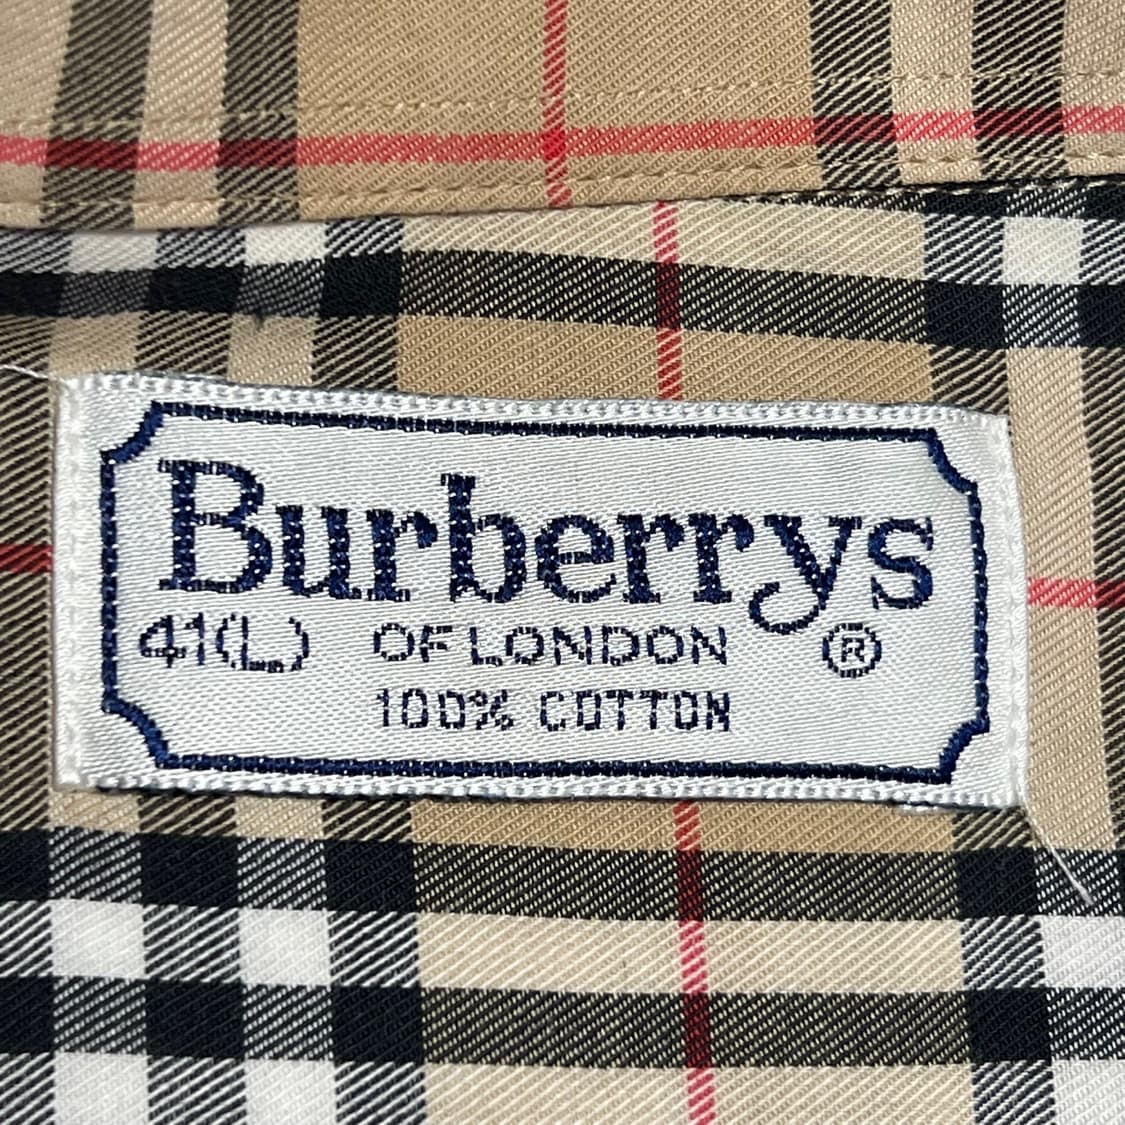 Burberrys
41(L) OF LONDON ®
100% COTTON